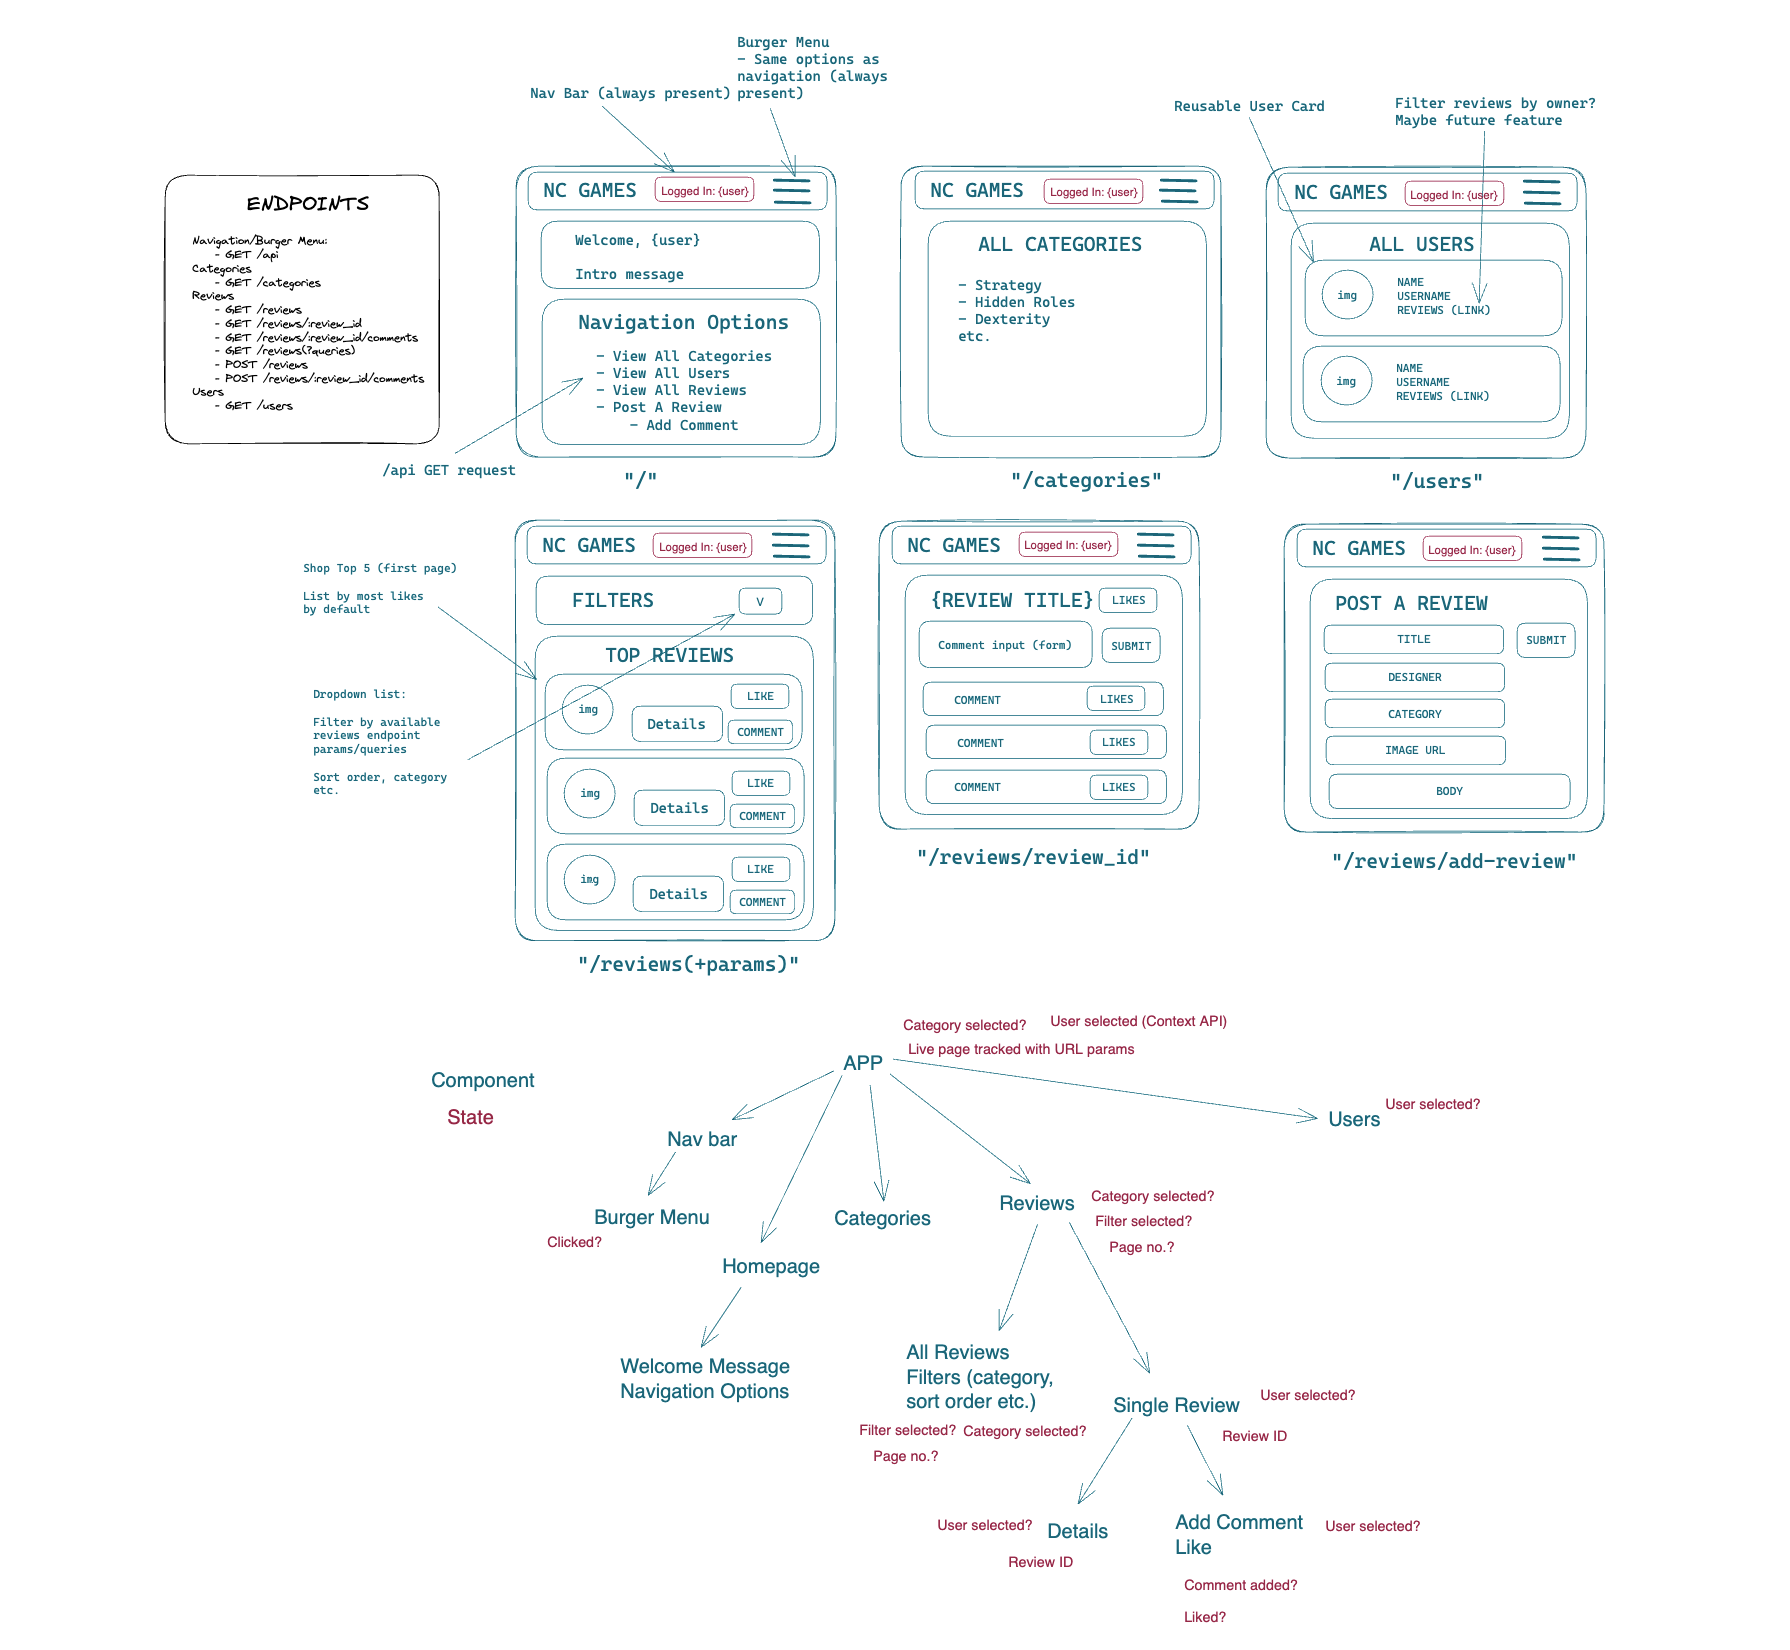 Burger Menu
- Same options as
navigation (always
present)
Nav Bar (always present)
Reusable User Card
Filter reviews by owner?
Maybe future feature
ENDPOINTS
Navigation/Burger Menu:
- GET /api
Categories
- GET /categories
Reviews
- GET /reviews
- GET /reviews/:review_id
- GET /reviews/:review_id/comments
- GET /reviews(?queries)
- POST /reviews
- POST /reviews/:review_id/comments
Users
- GET /users
NC GAMES
Logged In: {user}
Welcome, {user}
Intro message
Navigation Options
- View All Categories
- View All Users
- View All Reviews
- Post A Review
- Add Comment
/api GET request
"/"
NC GAMES
Logged In: {user}
ALL CATEGORIES
- Strategy
- Hidden Roles
- Dexterity
etc.
"/categories"
NC GAMES
Logged In: {user}
ALL USERS
img
NAME
USERNAME
REVIEWS (LINK)
img
NAME
USERNAME
REVIEWS (LINK)
"/users"
Shop Top 5 (first page)
List by most likes
by default
Dropdown list:
Filter by available
reviews endpoint
params/queries
Sort order, category
etc.
NC GAMES
Logged In: {user}
FILTERS
V
TOP REVIEWS
img
Details
LIKE
COMMENT
img
Details
LIKE
COMMENT
img
Details
LIKE
COMMENT
"/reviews(+params)"
NC GAMES
Logged In: {user}
{REVIEW TITLE}
LIKES
Comment input (form)
SUBMIT
COMMENT
LIKES
COMMENT
LIKES
COMMENT
LIKES
"/reviews/review_id"
NC GAMES
Logged In: {user}
POST A REVIEW
TITLE
SUBMIT
DESIGNER
CATEGORY
IMAGE URL
BODY
"/reviews/add-review"
Component
State
Category selected?
User selected (Context API)
Live page tracked with URL params
APP
Nav bar
Burger Menu
Clicked?
Homepage
Welcome Message
Navigation Options
Categories
Reviews
Category selected?
Filter selected?
Page no.?
Users
User selected?
All Reviews
Filters (category,
sort order etc.)
Filter selected?
Category selected?
Page no.?
Single Review
User selected?
Review ID
User selected?
Details
Review ID
Add Comment
Like
User selected?
Comment added?
Liked?